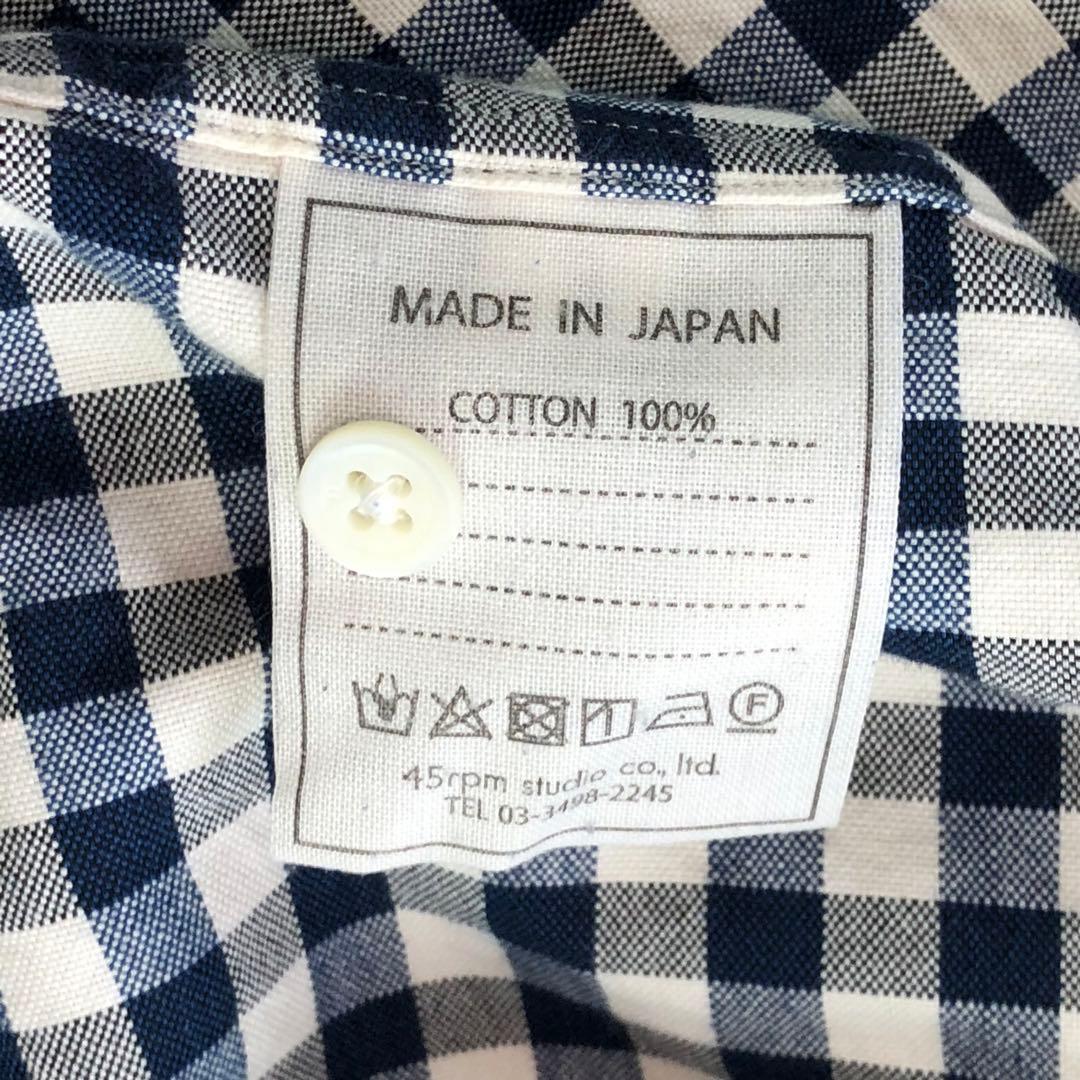 MADE IN JAPAN
COTTON 100%
F
45rpm studio co., ltd.
TEL 03-3498-2245